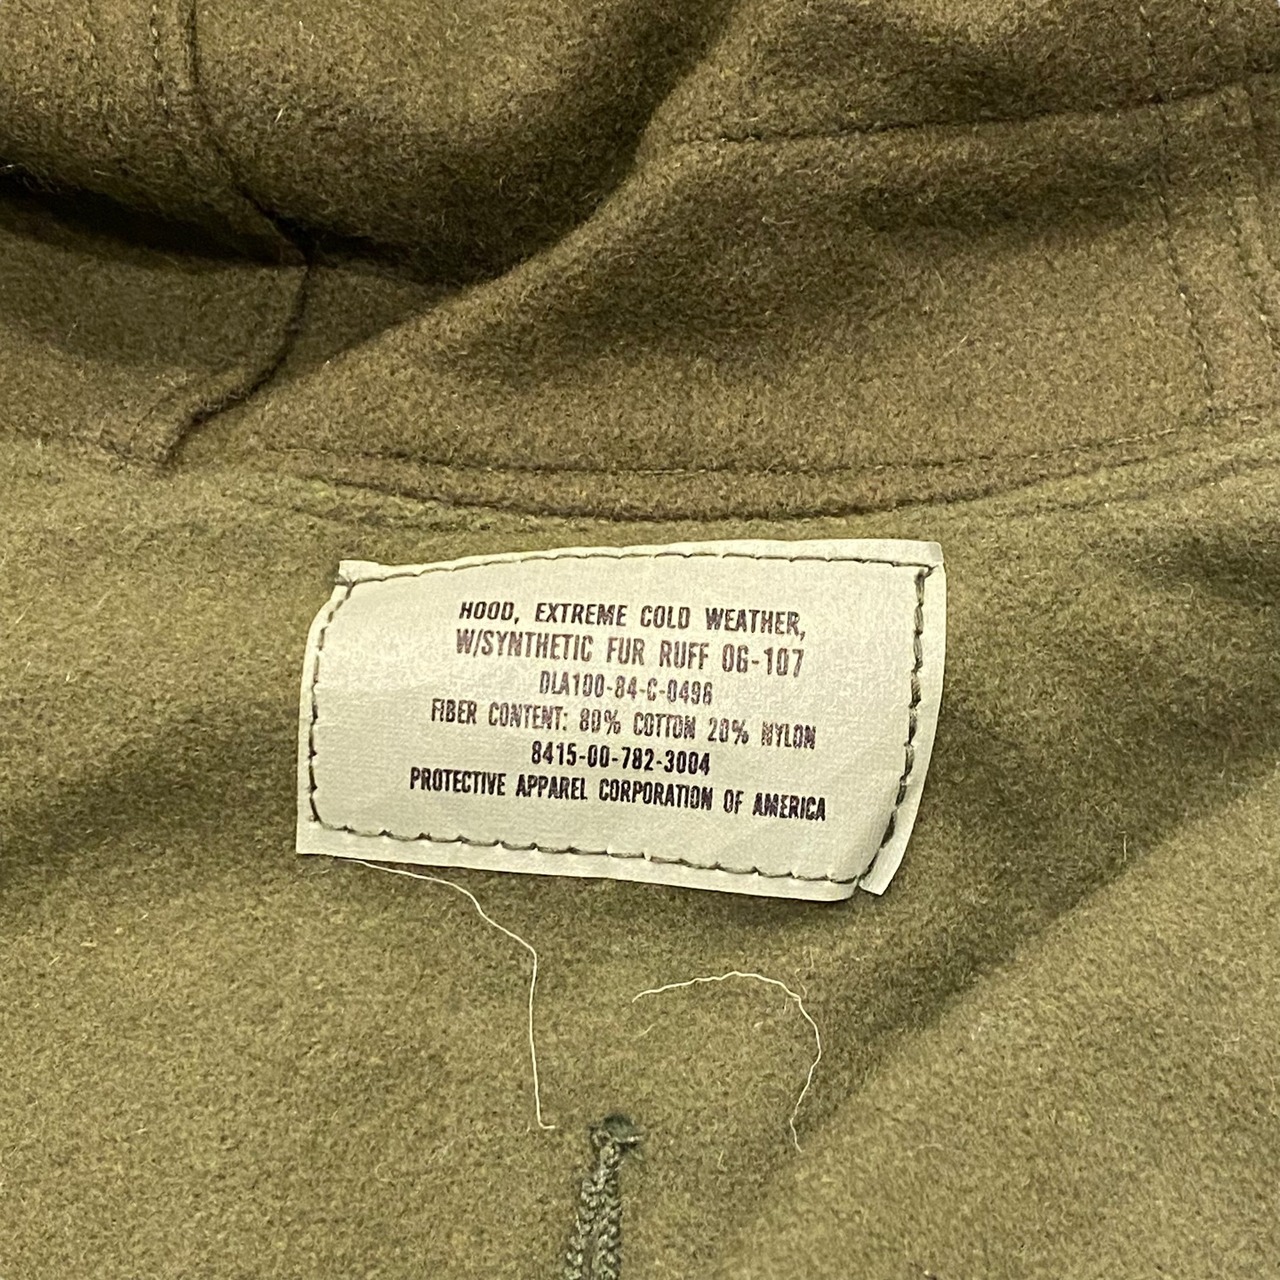 HOOD, EXTREME COLD WEATHER,
W/SYNTHETIC FUR RUFF OG-107
DLA100-84-C-0496
FIBER CONTENT: 80% COTTON 20% NYLON
8415-00-782-3004
PROTECTIVE APPAREL CORPORATION OF AMERICA